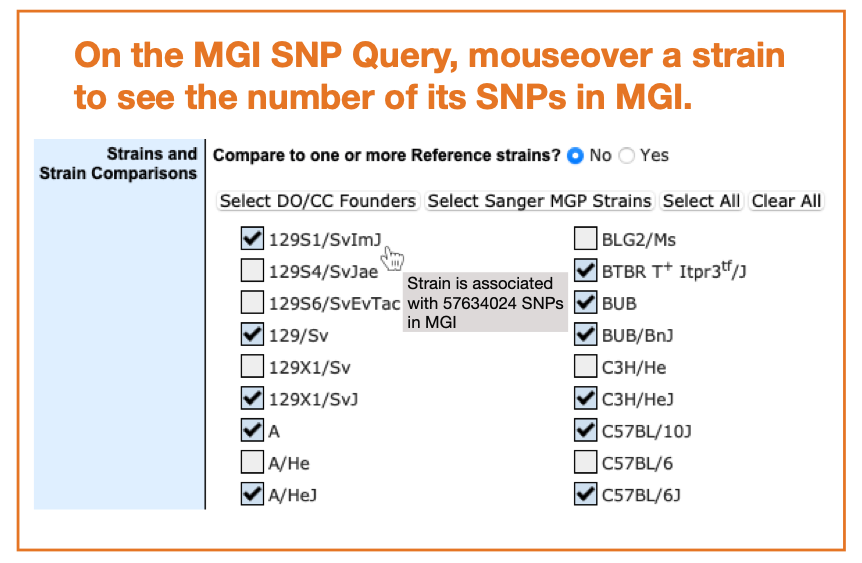 On the MGI SNP Query, mouseover a strain
to see the number of its SNPs in MGI.
Strains and
Strain Comparisons
Compare to one or more Reference strains? No Yes
Select DO/CC Founders Select Sanger MGP Strains Select All Clear All
129S1/SvImJ
129S4/SvJae
129S6/SvEvTac
129/Sv
129X1/Sv
129X1/SvJ
A
A/He
A/HeJ
Strain is associated
with 57634024 SNPs
in MGI
BLG2/Ms
BTBR T+ Itpr3tf/J
BUB
BUB/BnJ
C3H/He
C3H/HeJ
C57BL/10J
C57BL/6
C57BL/6J